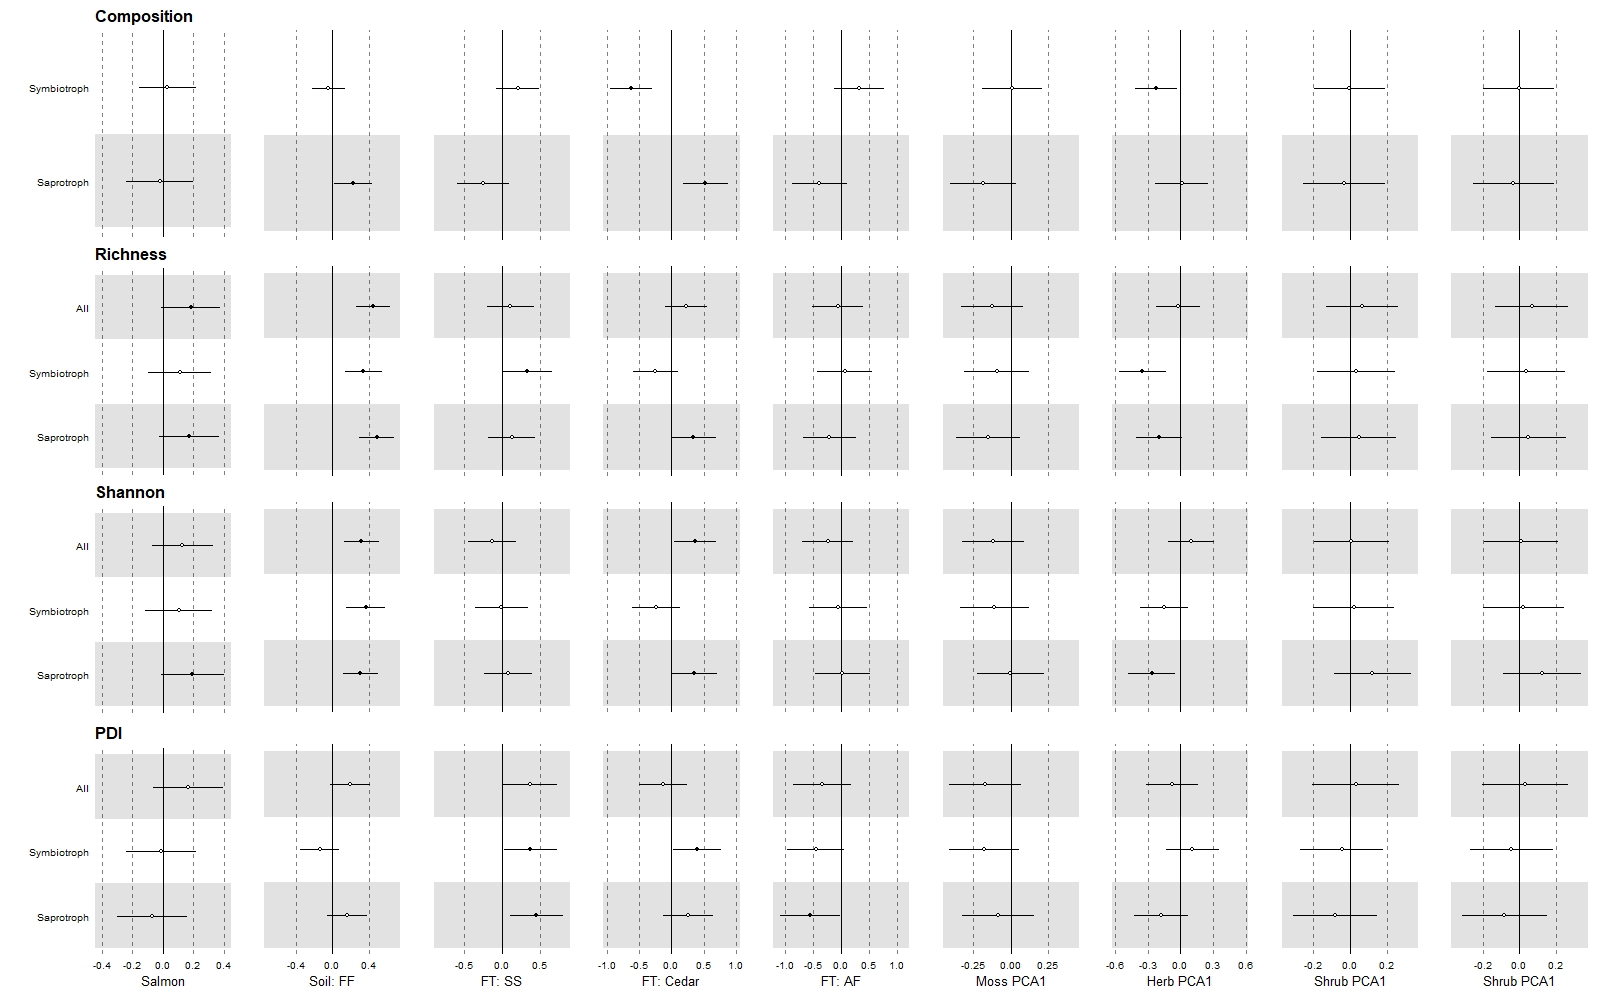 Composition
Symbiotroph
Saprotroph
Richness
All
Symbiotroph
Saprotroph
Shannon
All
Symbiotroph
Saprotroph
PDI
All
Symbiotroph
Saprotroph
-0.4 -0.2 0.0 0.2 0.4 -0.4 0.0 0.4 -0.5 0.0 0.5 -1.0 -0.5 0.0 0.5 1.0 -1.0 -0.5 0.0 0.5 1.0 -0.25 0.00 0.25 -0.6 -0.3 0.0 0.3 0.6 -0.2 0.0 0.2 -0.2 0.0 0.2
Salmon Soil: FF FT: SS FT: Cedar FT: AF Moss PCA1 Herb PCA1 Shrub PCA1 Shrub PCA1